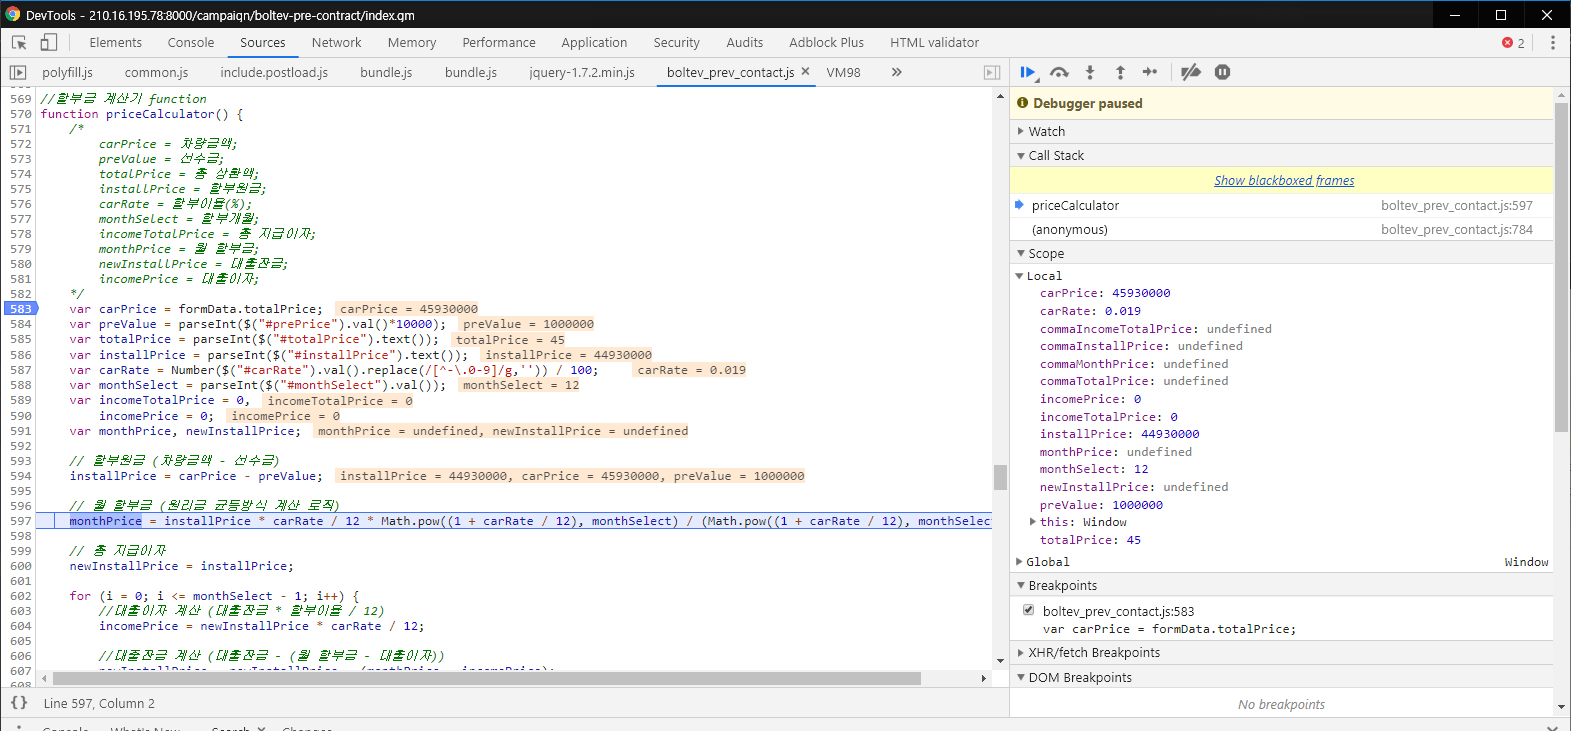 DevTools - 210.16.195.78:8000/campaign/boltev-pre-contract/index.qm
Elements Console Sources Network Memory Performance Application Security Audits Adblock Plus HTML validator 2
polyfill.js common.js include.postload.js bundle.js bundle.js jquery-1.7.2.min.js boltev_prev_contact.js × VM98 »
569 //할부금 계산기 function
570 function priceCalculator() {
571 /*
572 carPrice = 차량금액;
573 preValue = 선수금;
574 totalPrice = 총 상환액;
575 installPrice = 할부원금;
576 carRate = 할부이율(%);
577 monthSelect = 할부개월;
578 incomeTotalPrice = 총 지급이자;
579 monthPrice = 월 할부금;
580 newInstallPrice = 대출잔금;
581 incomePrice = 대출이자;
582 */
583 var carPrice = formData.totalPrice; carPrice = 45930000
584 var preValue = parseInt($("#prePrice").val()*10000); preValue = 1000000
585 var totalPrice = parseInt($("#totalPrice").text()); totalPrice = 45
586 var installPrice = parseInt($("#installPrice").text()); installPrice = 44930000
587 var carRate = Number($("#carRate").val().replace(/[^-\.0-9]/g,'')) / 100; carRate = 0.019
588 var monthSelect = parseInt($("#monthSelect").val()); monthSelect = 12
589 var incomeTotalPrice = 0, incomeTotalPrice = 0
590 incomePrice = 0; incomePrice = 0
591 var monthPrice, newInstallPrice; monthPrice = undefined, newInstallPrice = undefined
592
593 // 할부원금 (차량금액 - 선수금)
594 installPrice = carPrice - preValue; installPrice = 44930000, carPrice = 45930000, preValue = 1000000
595
596 // 월 할부금 (원리금 균등방식 계산 로직)
597 monthPrice = installPrice * carRate / 12 * Math.pow((1 + carRate / 12), monthSelect) / (Math.pow((1 + carRate / 12), monthSelect
598
599 // 총 지급이자
600 newInstallPrice = installPrice;
601
602 for (i = 0; i <= monthSelect - 1; i++) {
603 //대출이자 계산 (대출잔금 * 할부이율 / 12)
604 incomePrice = newInstallPrice * carRate / 12;
605
606 //대출잔금 계산 (대출잔금 - (월 할부금 - 대출이자))
607
608
{} Line 597, Column 2
Console What's New Search × Changes
Debugger paused
Watch
Call Stack
Show blackboxed frames
priceCalculator boltev_prev_contact.js:597
(anonymous) boltev_prev_contact.js:784
Scope
Local
carPrice: 45930000
carRate: 0.019
commaIncomeTotalPrice: undefined
commaInstallPrice: undefined
commaMonthPrice: undefined
commaTotalPrice: undefined
incomePrice: 0
incomeTotalPrice: 0
installPrice: 44930000
monthPrice: undefined
monthSelect: 12
newInstallPrice: undefined
preValue: 1000000
this: Window
totalPrice: 45
Global Window
Breakpoints
boltev_prev_contact.js:583
var carPrice = formData.totalPrice;
XHR/fetch Breakpoints
DOM Breakpoints
No breakpoints